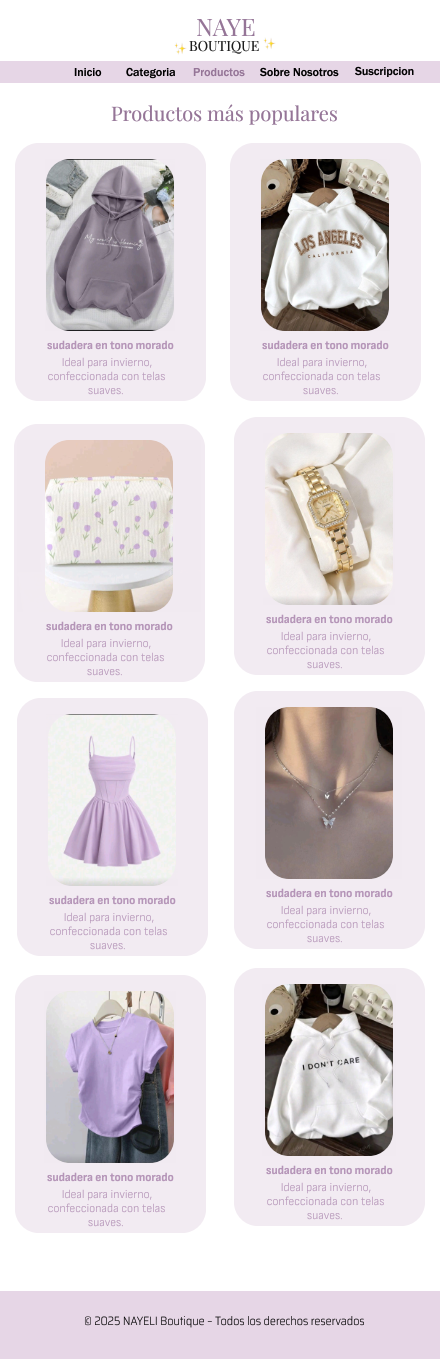 NAYE
✨BOUTIQUE✨
Inicio Categoria Productos Sobre Nosotros Suscripcion
Productos más populares
LOS ANGELES
CALIFORNIA
sudadera en tono morado
Ideal para invierno,
confeccionada con telas
suaves.
sudadera en tono morado
Ideal para invierno,
confeccionada con telas
suaves.
sudadera en tono morado
Ideal para invierno,
confeccionada con telas
suaves.
sudadera en tono morado
Ideal para invierno,
confeccionada con telas
suaves.
sudadera en tono morado
Ideal para invierno,
confeccionada con telas
suaves.
sudadera en tono morado
Ideal para invierno,
confeccionada con telas
suaves.
sudadera en tono morado
Ideal para invierno,
confeccionada con telas
suaves.
I DON'T CARE
sudadera en tono morado
Ideal para invierno,
confeccionada con telas
suaves.
© 2025 NAYELI Boutique – Todos los derechos reservados